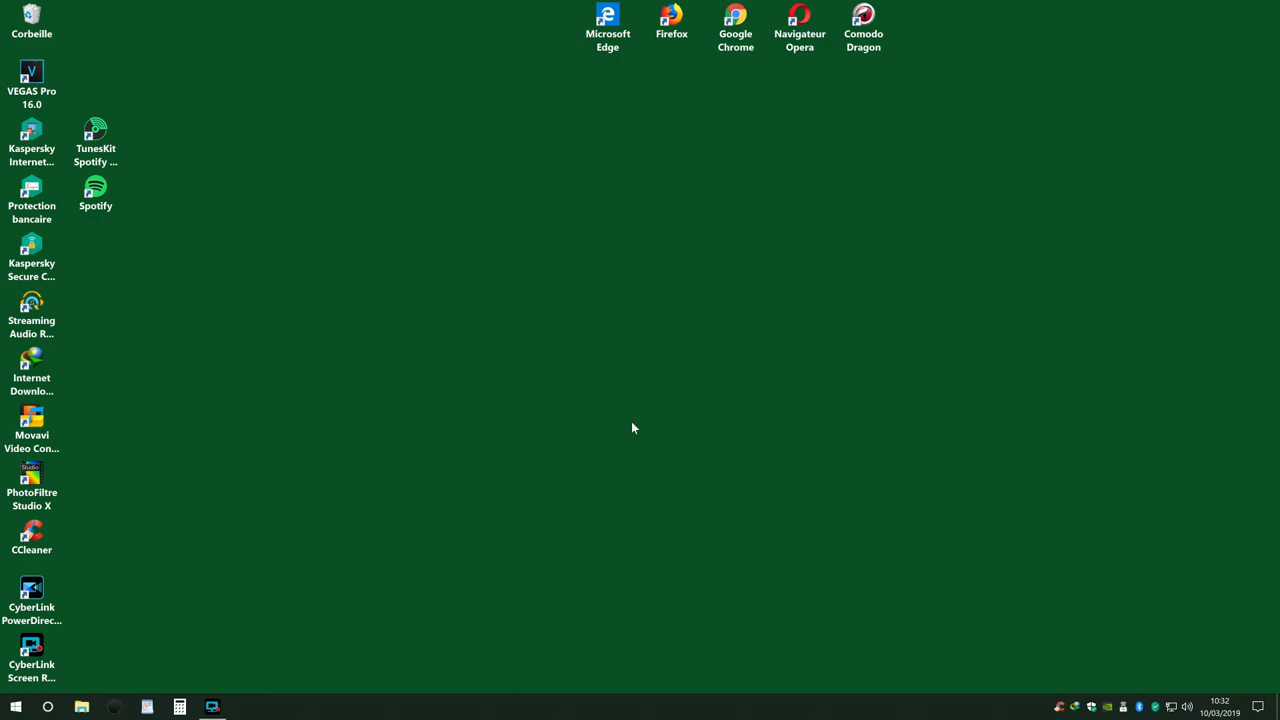 Corbeille
Microsoft
Edge
Firefox
Google
Chrome
Navigateur
Opera
Comodo
Dragon
VEGAS Pro
16.0
Kaspersky
Internet...
TunesKit
Spotify ...
Protection
bancaire
Spotify
Kaspersky
Secure C...
Streaming
Audio R...
Internet
Downlo...
Movavi
Video Con...
Studio
PhotoFiltre
Studio X
CCleaner
CyberLink
PowerDirec...
CyberLink
Screen R...
10:32
10/03/2019